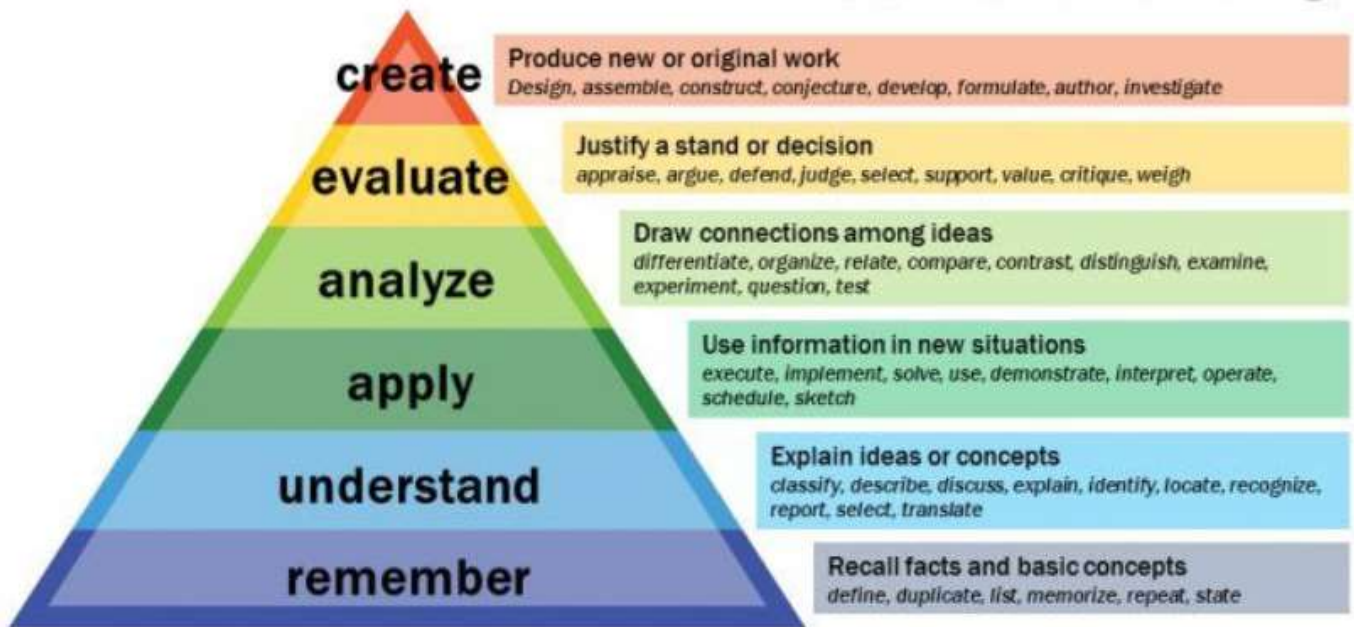 create
Produce new or original work
Design, assemble, construct, conjecture, develop, formulate, author, investigate
evaluate
Justify a stand or decision
appraise, argue, defend, judge, select, support, value, critique, weigh
analyze
Draw connections among ideas
differentiate, organize, relate, compare, contrast, distinguish, examine,
experiment, question, test
apply
Use information in new situations
execute, implement, solve, use, demonstrate, interpret, operate,
schedule, sketch
understand
Explain ideas or concepts
classify, describe, discuss, explain, identify, locate, recognize,
report, select, translate
remember
Recall facts and basic concepts
define, duplicate, list, memorize, repeat, state